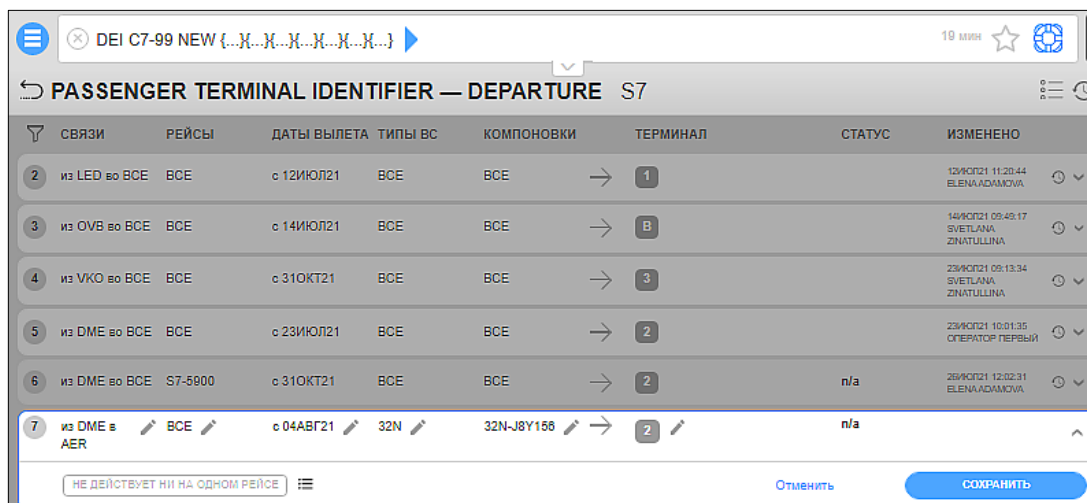 DEI C7-99 NEW {...}{...}{...}{...}{...}{...}{...}
19 мин
PASSENGER TERMINAL IDENTIFIER — DEPARTURE S7
СВЯЗИ РЕЙСЫ ДАТЫ ВЫЛЕТА ТИПЫ ВС КОМПОНОВКИ ТЕРМИНАЛ СТАТУС ИЗМЕНЕНО
2 из LED во ВСЕ ВСЕ с 12ИЮЛ21 ВСЕ ВСЕ → 1 12ИЮЛ21 11:20:44
ELENA ADAMOVA
3 из OVB во ВСЕ ВСЕ с 14ИЮЛ21 ВСЕ ВСЕ → B 14ИЮЛ21 09:49:17
SVETLANA
ZINATULLINA
4 из VKO во ВСЕ ВСЕ с 31ОКТ21 ВСЕ ВСЕ → 3 23ИЮЛ21 09:13:34
SVETLANA
ZINATULLINA
5 из DME во ВСЕ ВСЕ с 23ИЮЛ21 ВСЕ ВСЕ → 2 23ИЮЛ21 10:01:35
ОПЕРАТОР ПЕРВЫЙ
6 из DME во ВСЕ S7-5900 с 31ОКТ21 ВСЕ ВСЕ → 2 n/a 26ИЮЛ21 12:02:31
ELENA ADAMOVA
7 из DME в ВСЕ с 04АВГ21 32N 32N-J8Y156 → 2 n/a
AER
НЕ ДЕЙСТВУЕТ НИ НА ОДНОМ РЕЙСЕ Отменить СОХРАНИТЬ